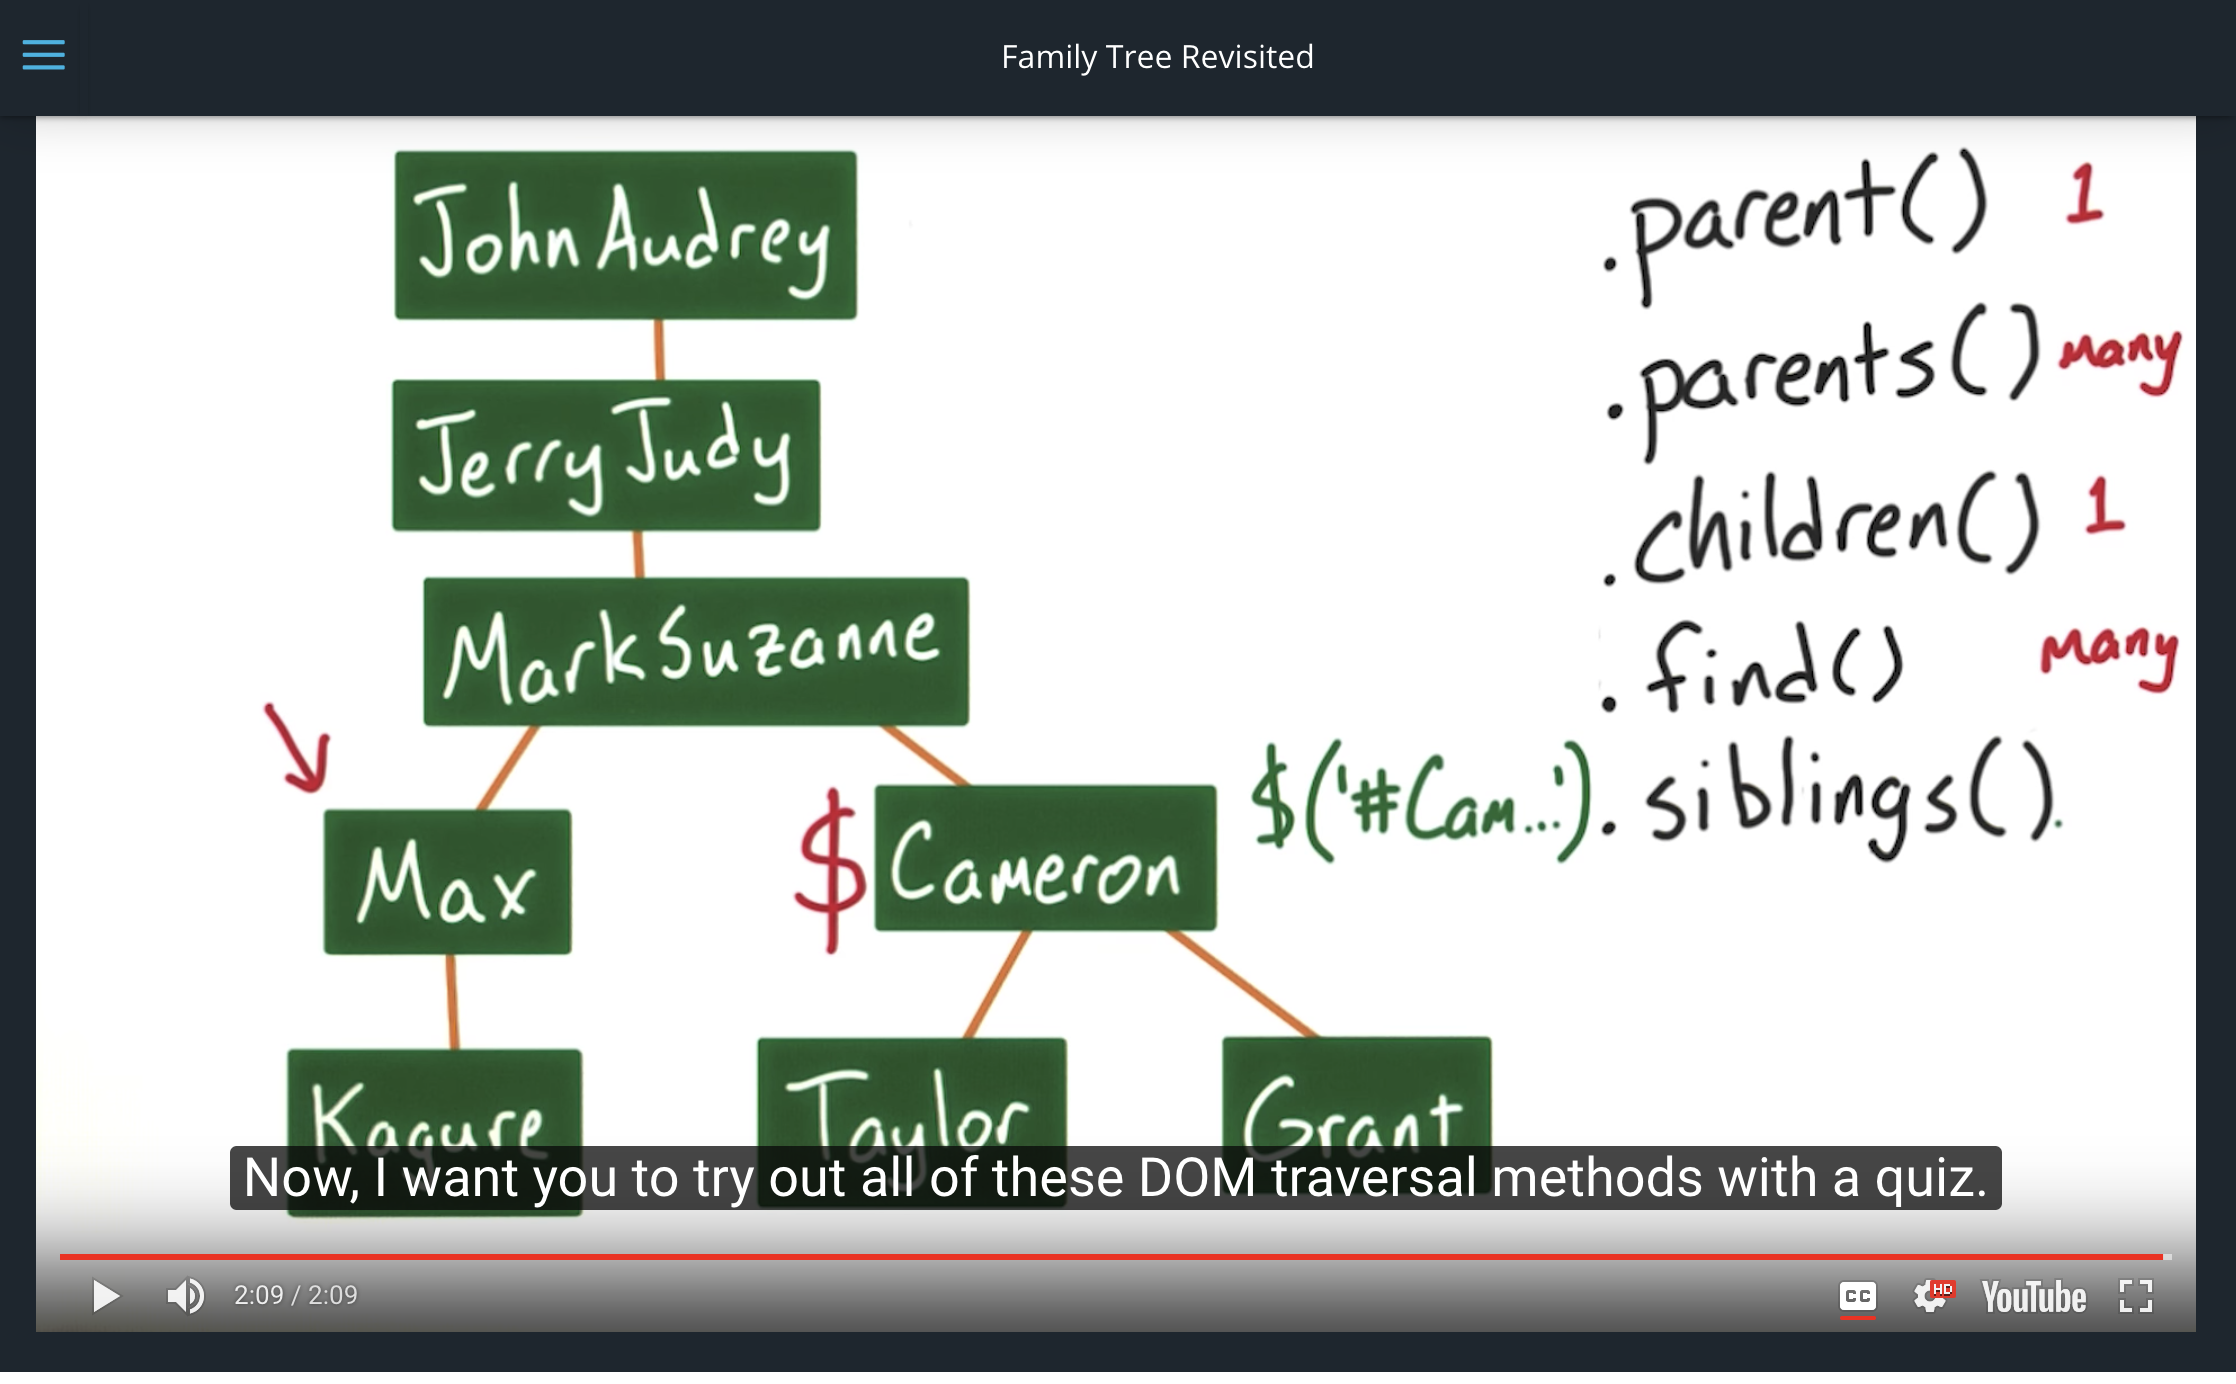 Family Tree Revisited
John Audrey
.parent() 1
.parents() many
Jerry Judy
.children() 1
Mark Suzanne
.find() many
$('#Cam...').siblings().
Max
$
Cameron
Kagure
Taylor
Grant
Now, I want you to try out all of these DOM traversal methods with a quiz.
2:09 / 2:09
CC
HD
YouTube